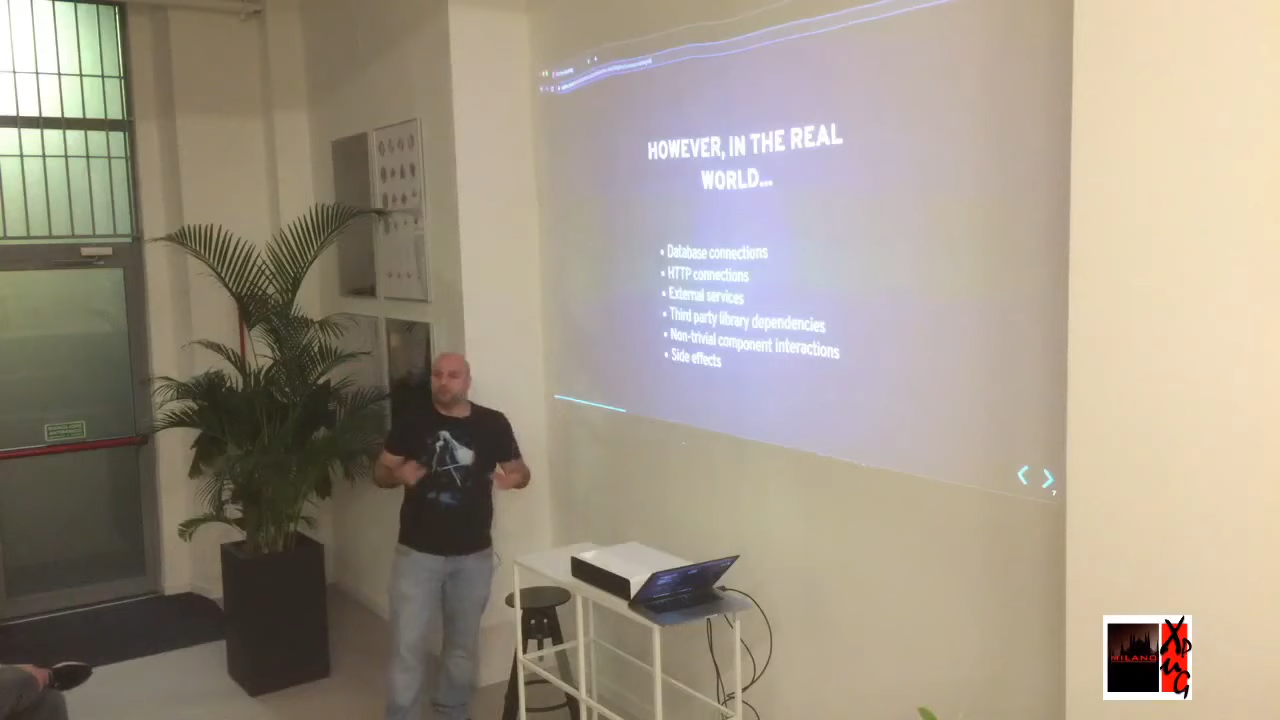 HOWEVER, IN THE REAL
WORLD...
• Database connections
• HTTP connections
• External services
• Third party library dependencies
• Non-trivial component interactions
• Side effects
7
MILANO
XpuG